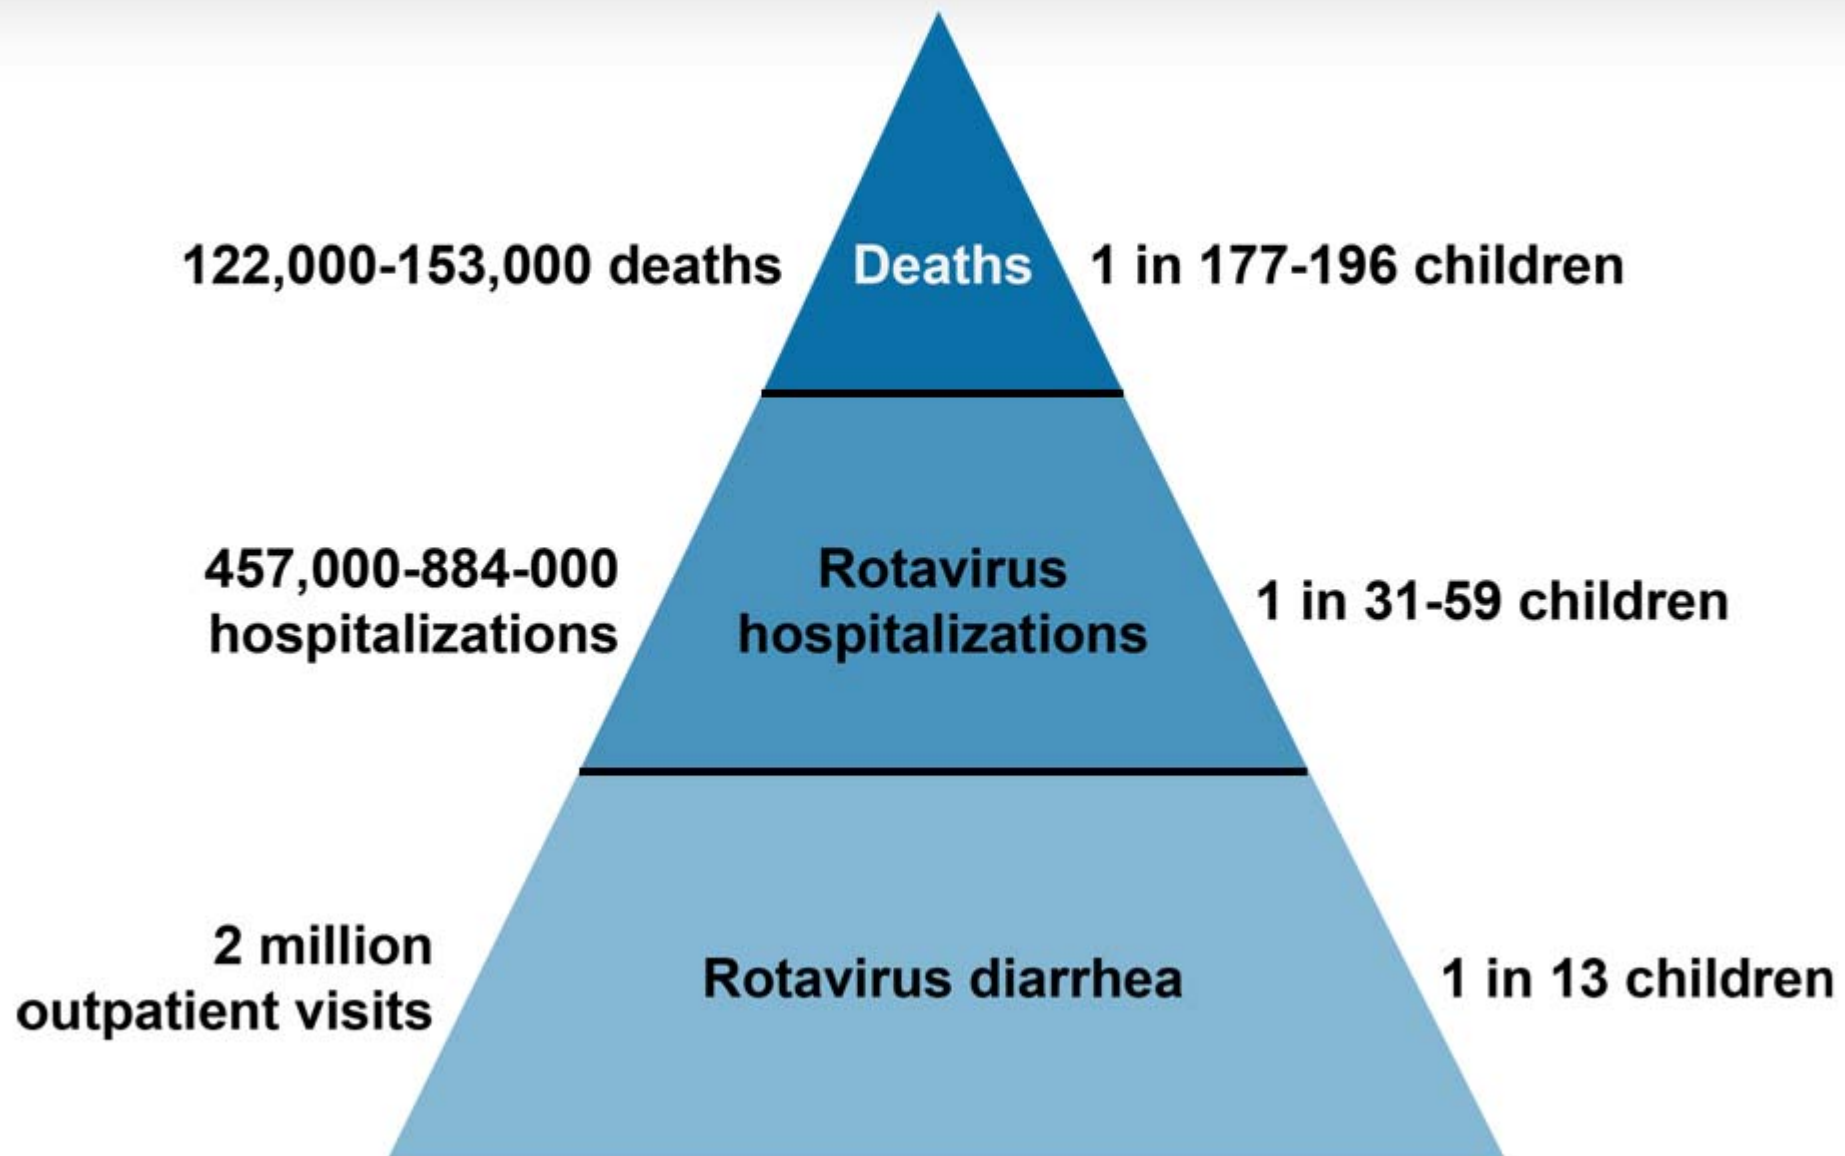 122,000-153,000 deaths
Deaths
1 in 177-196 children
457,000-884-000
hospitalizations
Rotavirus
hospitalizations
1 in 31-59 children
2 million
outpatient visits
Rotavirus diarrhea
1 in 13 children